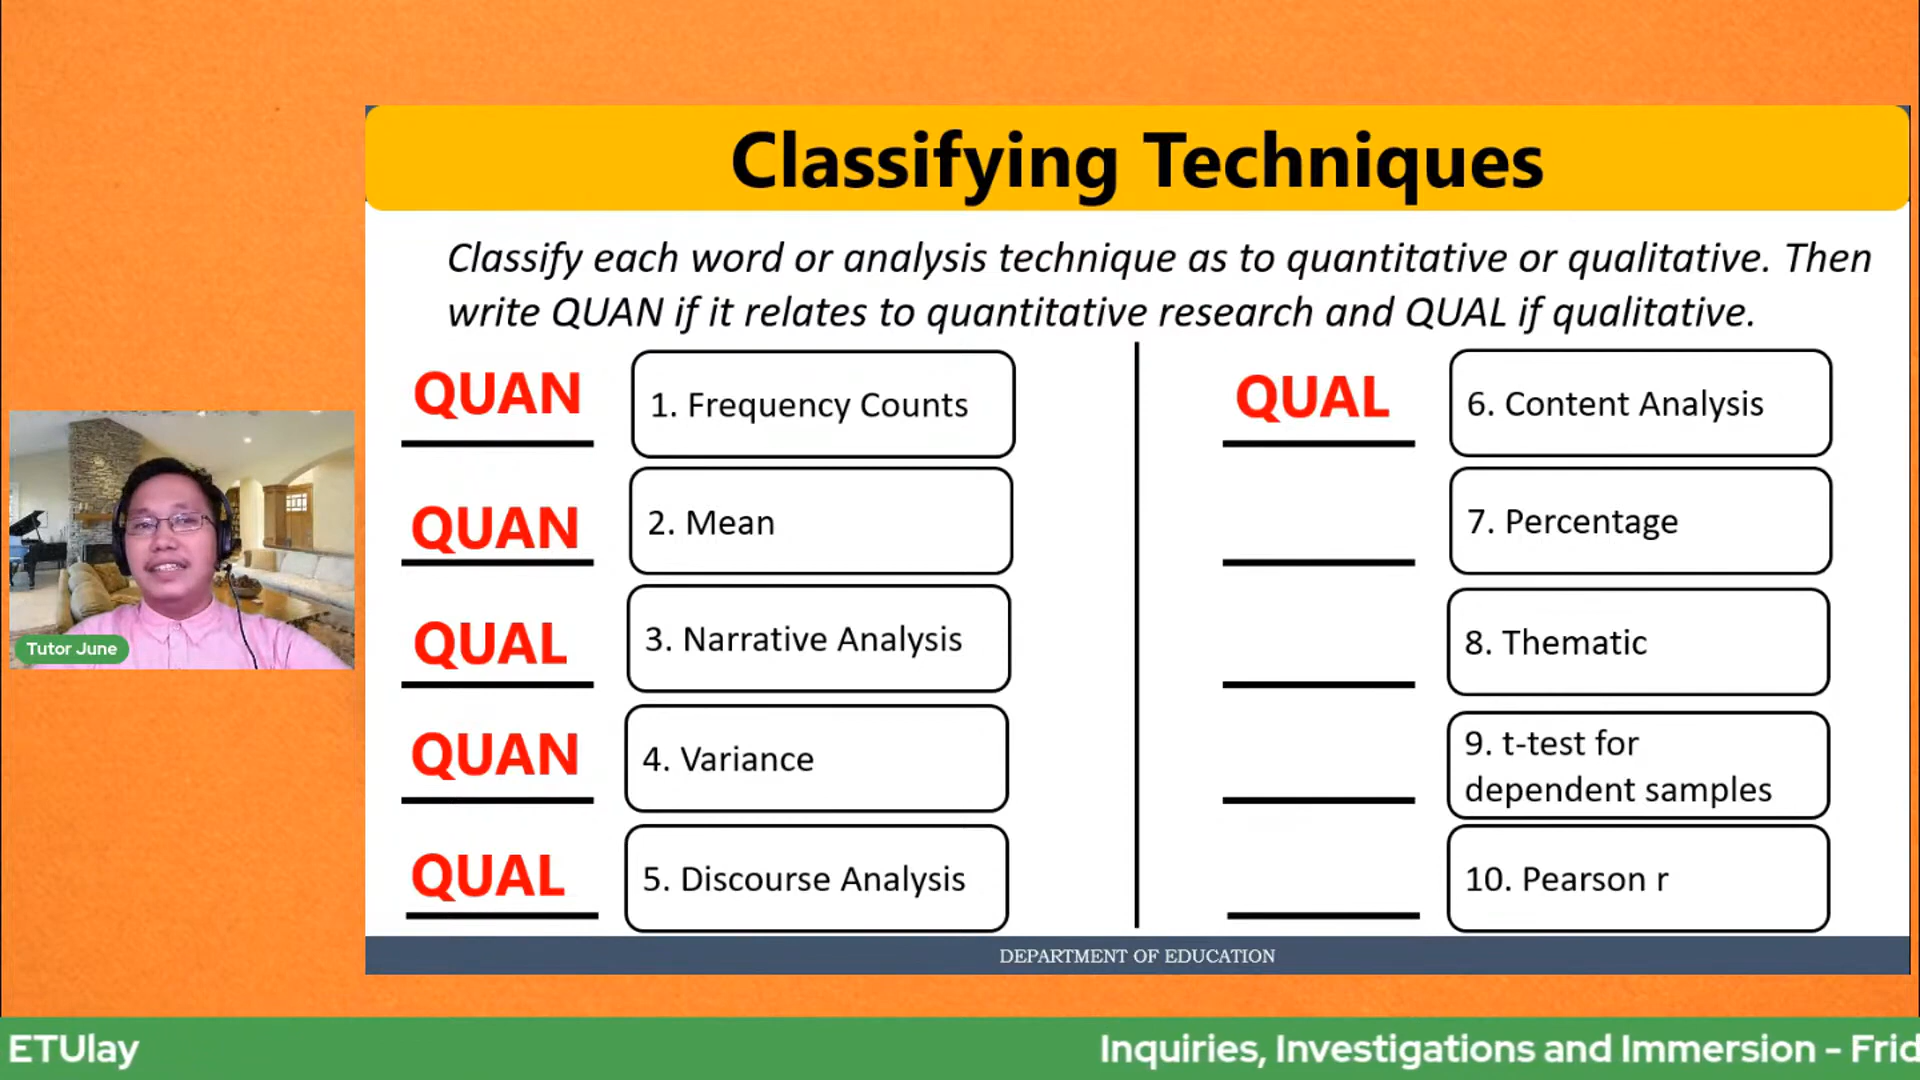 Classifying Techniques
Classify each word or analysis technique as to quantitative or qualitative. Then
write QUAN if it relates to quantitative research and QUAL if qualitative.
QUAN
1. Frequency Counts
QUAN
2. Mean
QUAL
3. Narrative Analysis
QUAN
4. Variance
QUAL
5. Discourse Analysis
QUAL
6. Content Analysis
7. Percentage
8. Thematic
9. t-test for
dependent samples
10. Pearson r
DEPARTMENT OF EDUCATION
Tutor June
ETUlay
Inquiries, Investigations and Immersion - Frid